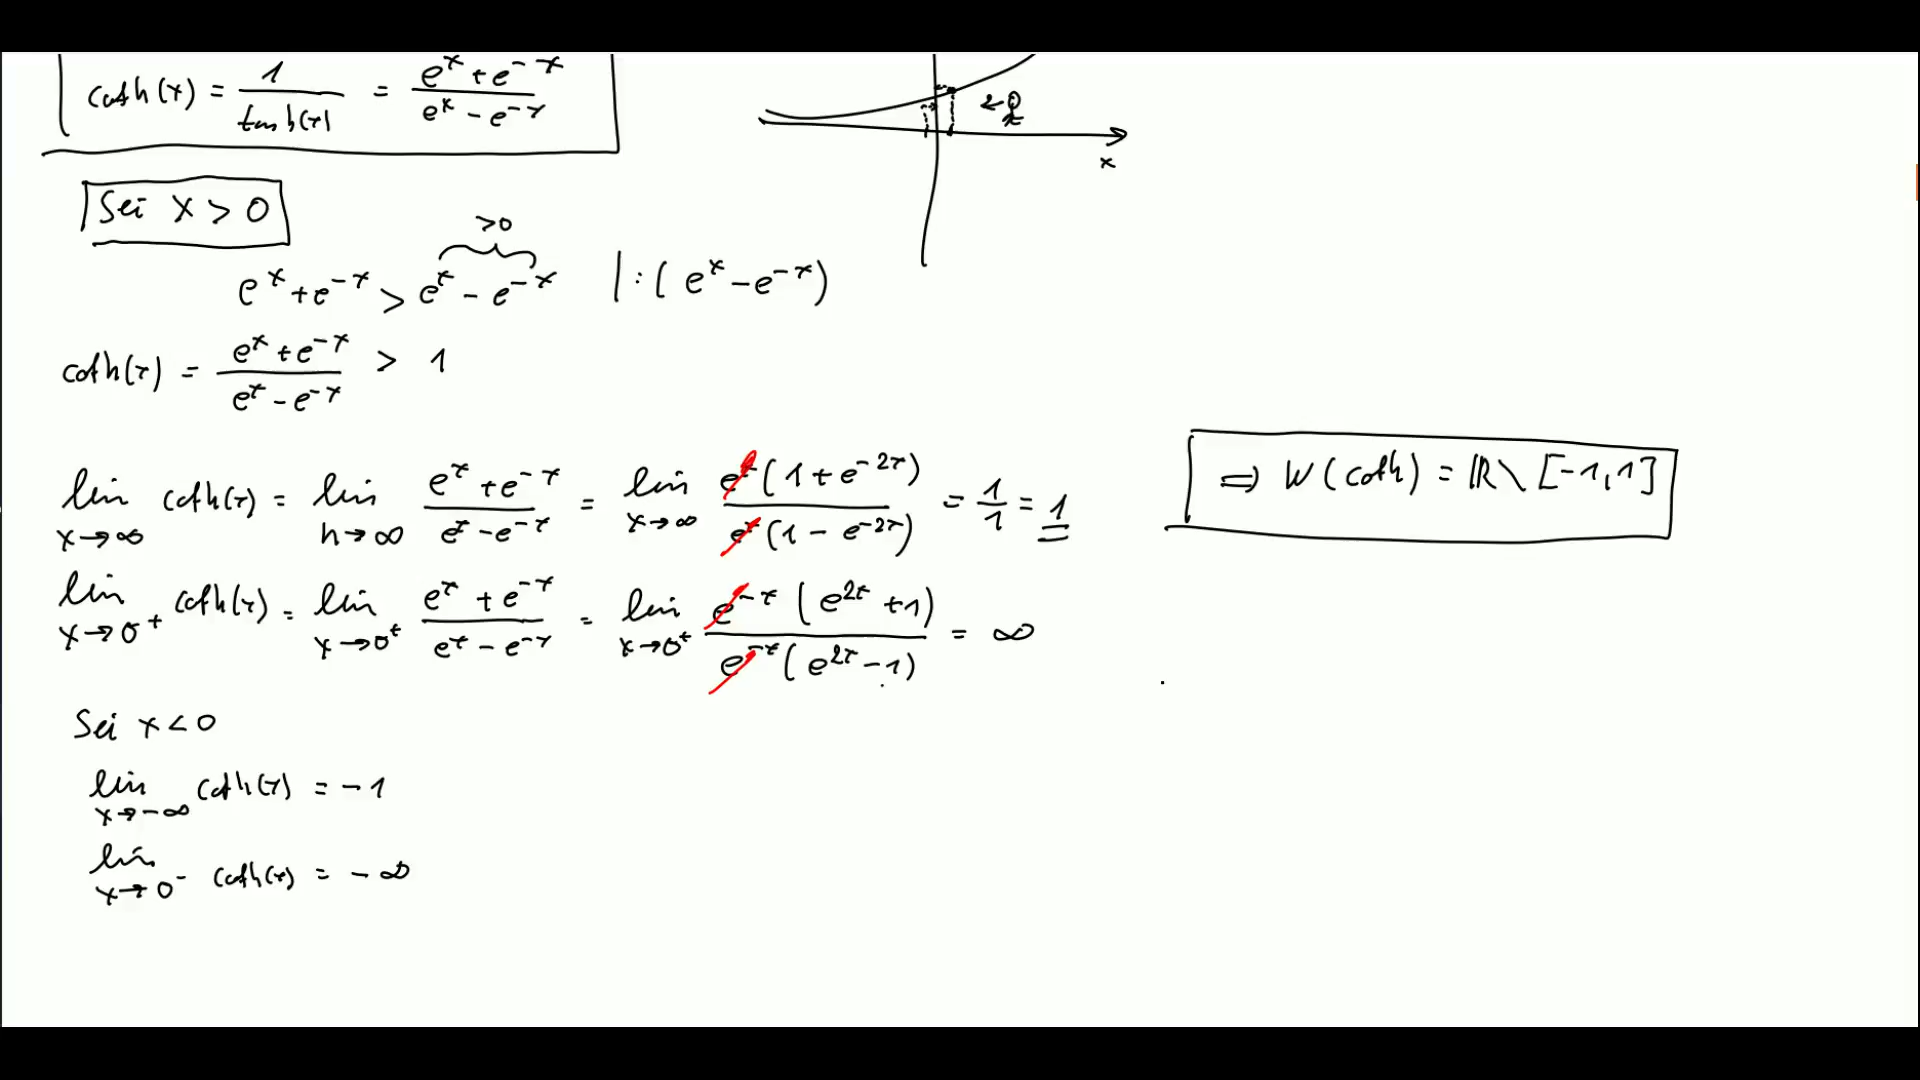 coth(x) = 1/tanh(x) = (e^x + e^-x)/(e^x - e^-x)
x
Sei x > 0
>0
e^x + e^-x > e^x - e^-x | : (e^x - e^-x)
coth(x) = (e^x + e^-x)/(e^x - e^-x) > 1
lim x→∞ coth(x) = lim h→∞ (e^x + e^-x)/(e^x - e^-x) = lim x→∞ e^x(1 + e^-2x)/e^x(1 - e^-2x) = 1/1 = 1
⇒ W(coth) = ℝ\[-1,1]
lim x→0+ coth(x) = lim x→0+ (e^x + e^-x)/(e^x - e^-x) = lim x→0+ e^-x(e^2x + 1)/e^-x(e^2x - 1) = ∞
Sei x < 0
lim x→-∞ coth(x) = -1
lim x→0- coth(x) = -∞